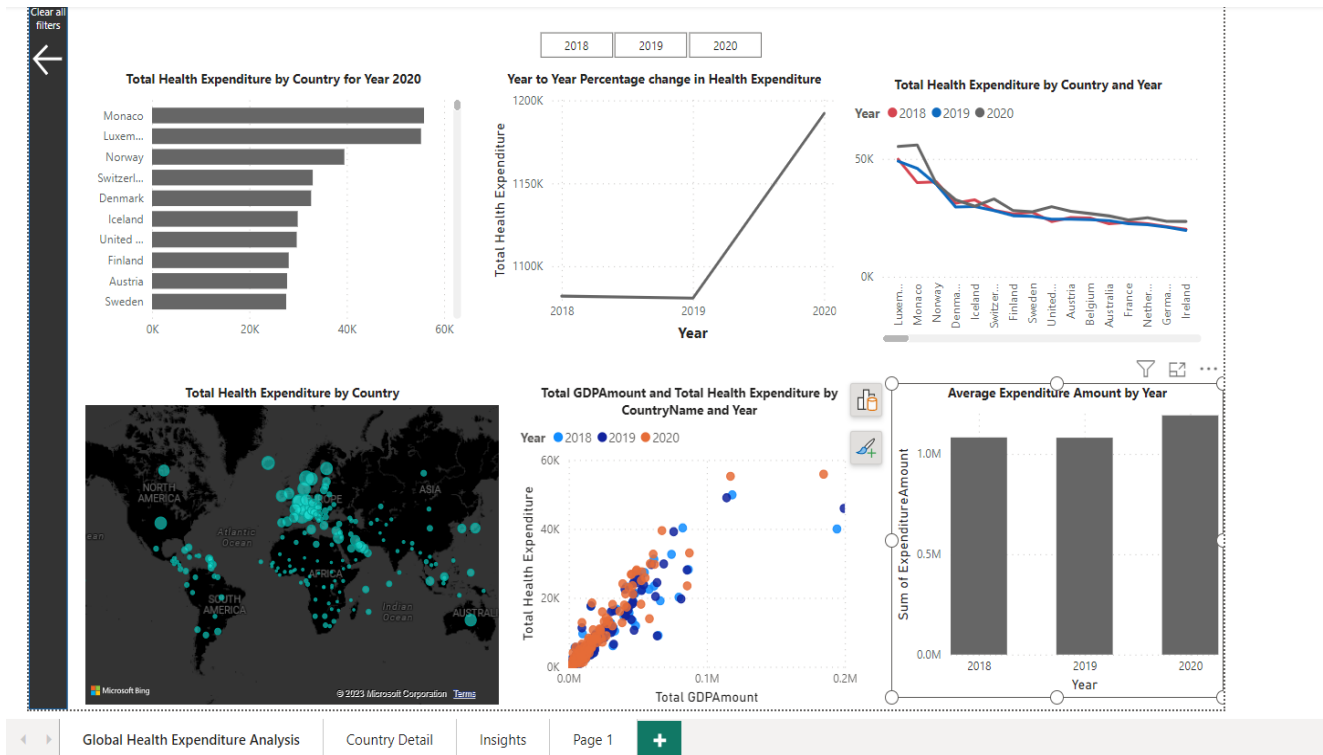 Clear all
filters
2018
2019
2020
Total Health Expenditure by Country for Year 2020
Monaco
Luxem...
Norway
Switzerl...
Denmark
Iceland
United ...
Finland
Austria
Sweden
0K
20K
40K
60K
Year to Year Percentage change in Health Expenditure
Total Health Expenditure
1200K
1150K
1100K
2018
2019
2020
Year
Total Health Expenditure by Country and Year
Year 2018 2019 2020
50K
0K
Luxem...
Monaco
Norway
Denma...
Iceland
Switzer...
Finland
Sweden
United...
Austria
Belgium
Australia
France
Nether...
Germa...
Ireland
Total Health Expenditure by Country
NORTH
AMERICA
Atlantic
Ocean
EUROPE
ASIA
AFRICA
SOUTH
AMERICA
Indian
Ocean
AUSTRALI
ean
Microsoft Bing
© 2023 Microsoft Corporation Terms
Total GDPAmount and Total Health Expenditure by
CountryName and Year
Year 2018 2019 2020
Total Health Expenditure
60K
40K
20K
0K
0.0M
0.1M
0.2M
Total GDPAmount
Average Expenditure Amount by Year
Sum of ExpenditureAmount
1.0M
0.5M
0.0M
2018
2019
2020
Year
Global Health Expenditure Analysis
Country Detail
Insights
Page 1
+